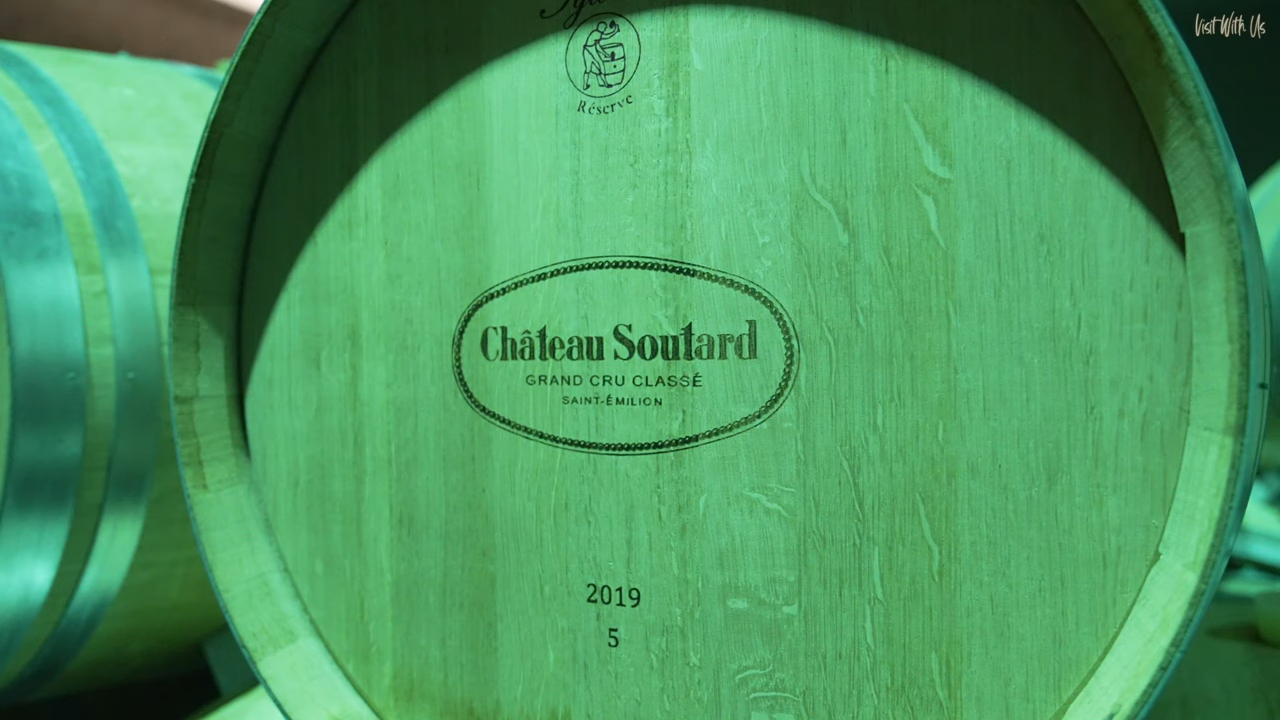 Visit With Us
Réserve
Château Soutard
GRAND CRU CLASSÉ
SAINT-ÉMILION
2019
5